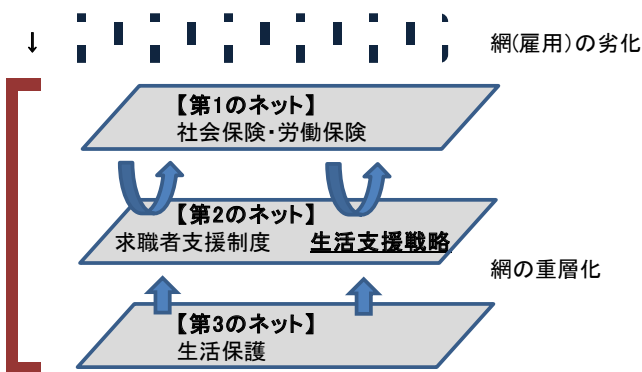 ↓
網(雇用)の劣化
【第1のネット】
社会保険・労働保険
【第2のネット】
求職者支援制度 生活支援戦略
網の重層化
【第3のネット】
生活保護